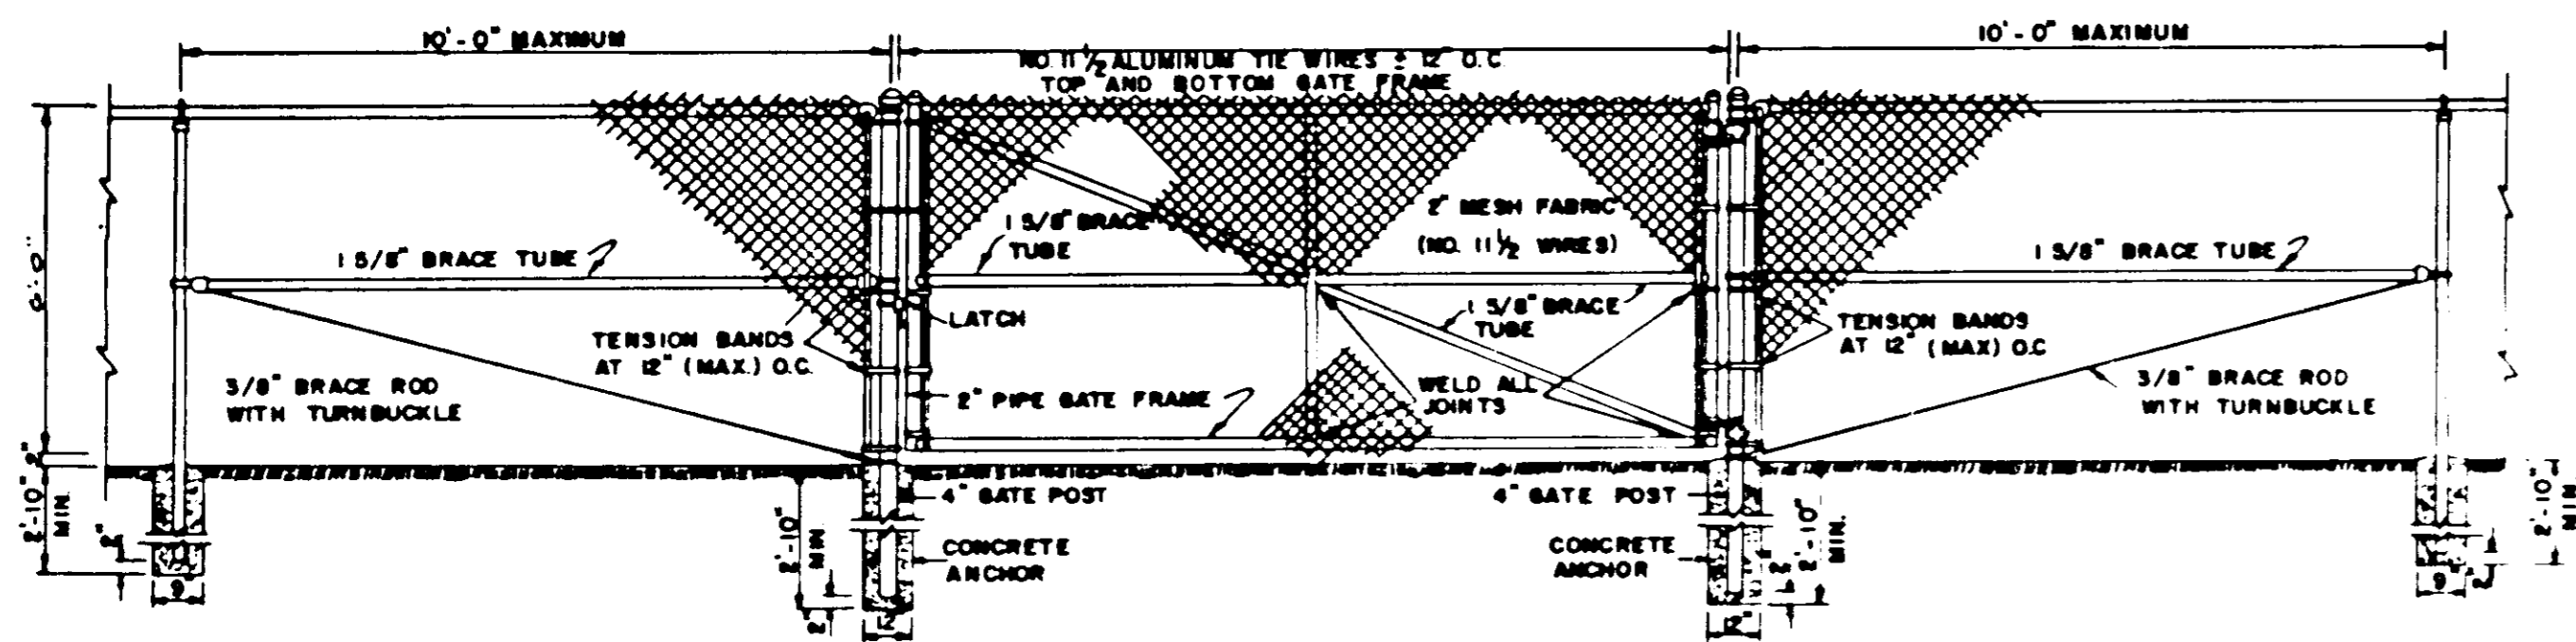 10'-0" MAXIMUM
NO. 11 1/2 ALUMINUM TIE WIRES ± 12" O.C.
TOP AND BOTTOM GATE FRAME
10'-0" MAXIMUM
1 5/8" BRACE
TUBE
2" MESH FABRIC
(NO. 11 1/2 WIRES)
1 5/8" BRACE TUBE
1 5/8" BRACE TUBE
6'-0"
LATCH
1 5/8" BRACE
TUBE
TENSION BANDS
AT 12" (MAX.) O.C.
TENSION BANDS
AT 12" (MAX) O.C
3/8" BRACE ROD
WITH TURNBUCKLE
2" PIPE GATE FRAME
WELD ALL
JOINTS
3/8" BRACE ROD
WITH TURNBUCKLE
2"
2'-10"
MIN.
2"
9"
4" GATE POST
4" GATE POST
2'-10"
MIN.
2"
12"
CONCRETE
ANCHOR
CONCRETE
ANCHOR
2"
2'-10"
MIN.
12"
2'-10"
MIN
2"
9"